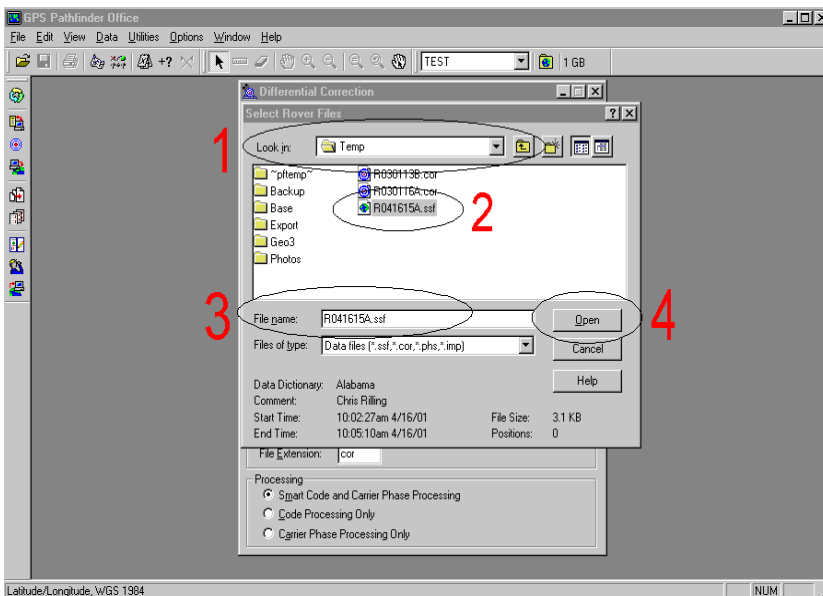 GPS Pathfinder Office
File Edit View Data Utilities Options Window Help
+? TEST 1 GB
Differential Correction
Select Rover Files
1
Look in: Temp
~pftemp~ R030113B.cor
Backup R030116A.cor
Base R041615A.ssf
2
Export
Geo3
Photos
3
File name: R041615A.ssf Open
4
Files of type: Data files (*.ssf,*.cor,*.phs,*.imp) Cancel
Help
Data Dictionary: Alabama
Comment: Chris Rilling
Start Time: 10:02:27am 4/16/01 File Size: 3.1 KB
End Time: 10:05:10am 4/16/01 Positions: 0
File Extension: cor
Processing
Smart Code and Carrier Phase Processing
Code Processing Only
Carrier Phase Processing Only
Latitude/Longitude, WGS 1984 NUM